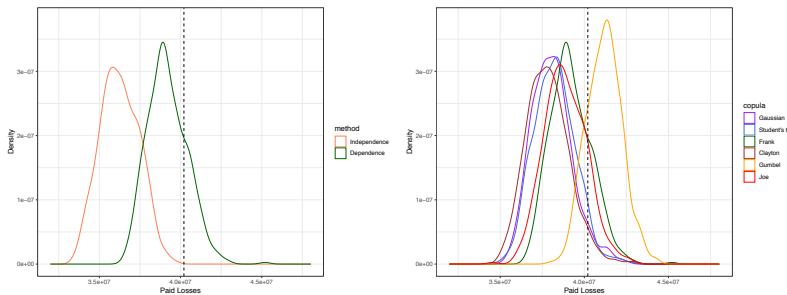 3e−07
2e−07
1e−07
0e+00
Density
3.5e+07
4.0e+07
4.5e+07
Paid Losses
method
Independence
Dependence
3e−07
2e−07
1e−07
0e+00
Density
3.5e+07
4.0e+07
4.5e+07
Paid Losses
copula
Gaussian
Student's t
Frank
Clayton
Gumbel
Joe